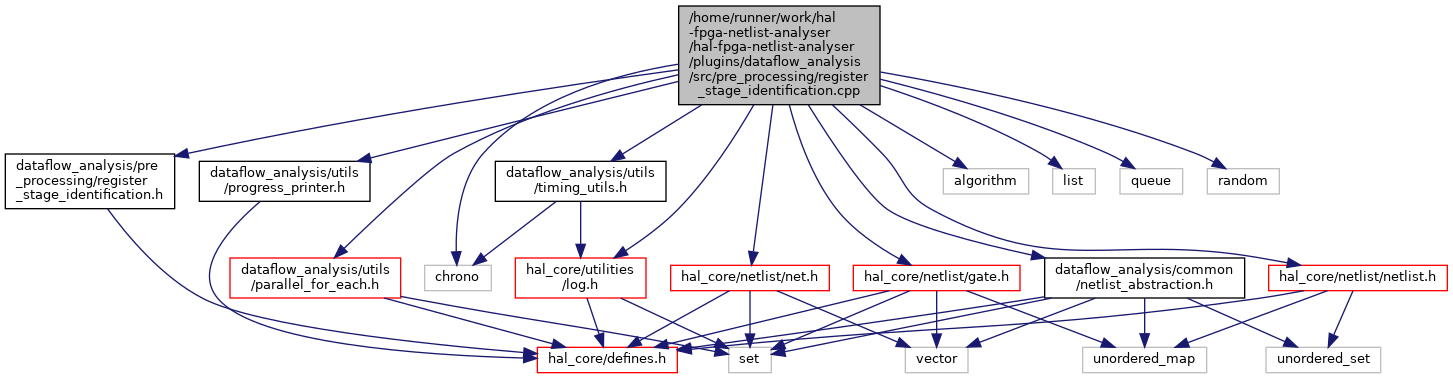 /home/runner/work/hal
-fpga-netlist-analyser
/hal-fpga-netlist-analyser
/plugins/dataflow_analysis
/src/pre_processing/register
_stage_identification.cpp
dataflow_analysis/pre
_processing/register
_stage_identification.h
dataflow_analysis/utils
/progress_printer.h
dataflow_analysis/utils
/timing_utils.h
algorithm
list
queue
random
dataflow_analysis/utils
/parallel_for_each.h
chrono
hal_core/utilities
/log.h
hal_core/netlist/net.h
hal_core/netlist/gate.h
dataflow_analysis/common
/netlist_abstraction.h
hal_core/netlist/netlist.h
hal_core/defines.h
set
vector
unordered_map
unordered_set